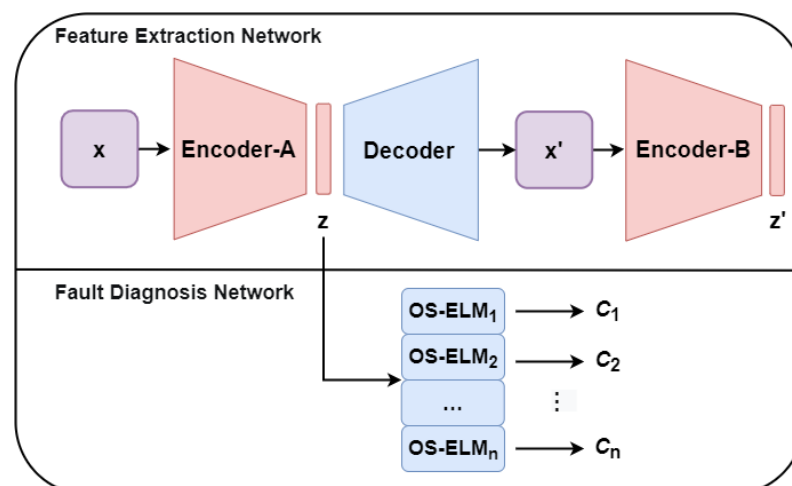 Feature Extraction Network
x
Encoder-A
Decoder
x'
Encoder-B
z
z'
Fault Diagnosis Network
OS-ELM₁
C₁
OS-ELM₂
C₂
...
⋮
OS-ELMₙ
Cₙ